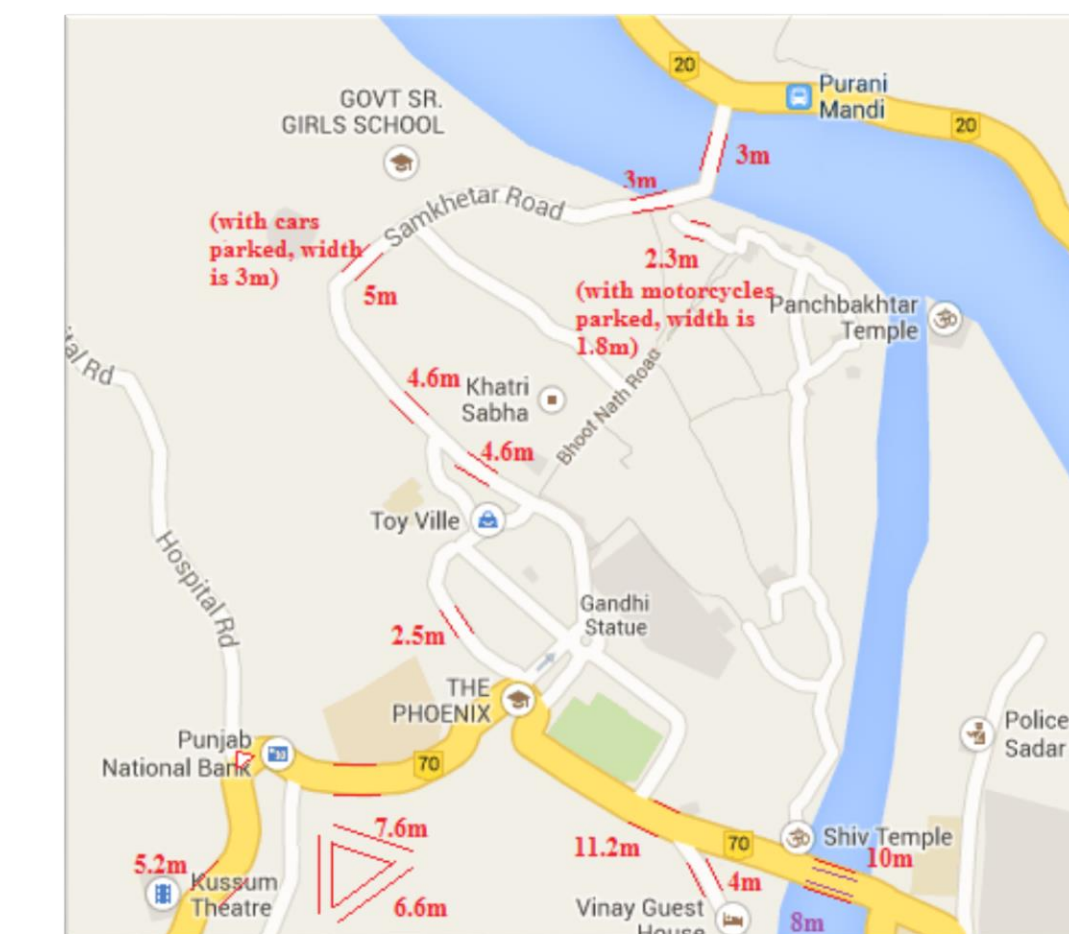 20
Purani
Mandi
20
GOVT SR.
GIRLS SCHOOL
3m
3m
Samkhetar Road
(with cars
parked, width
is 3m)
5m
2.3m
(with motorcycles
parked, width is
1.8m)
Panchbakhtar
Temple
ital Rd
4.6m
Khatri
Sabha
Bhoot Nath Road
4.6m
Toy Ville
Hospital Rd
Gandhi
Statue
2.5m
THE
PHOENIX
Punjab
National Bank
70
Police
Sadar
7.6m
11.2m
70
Shiv Temple
10m
5.2m
Kussum
Theatre
4m
6.6m
Vinay Guest
House
8m